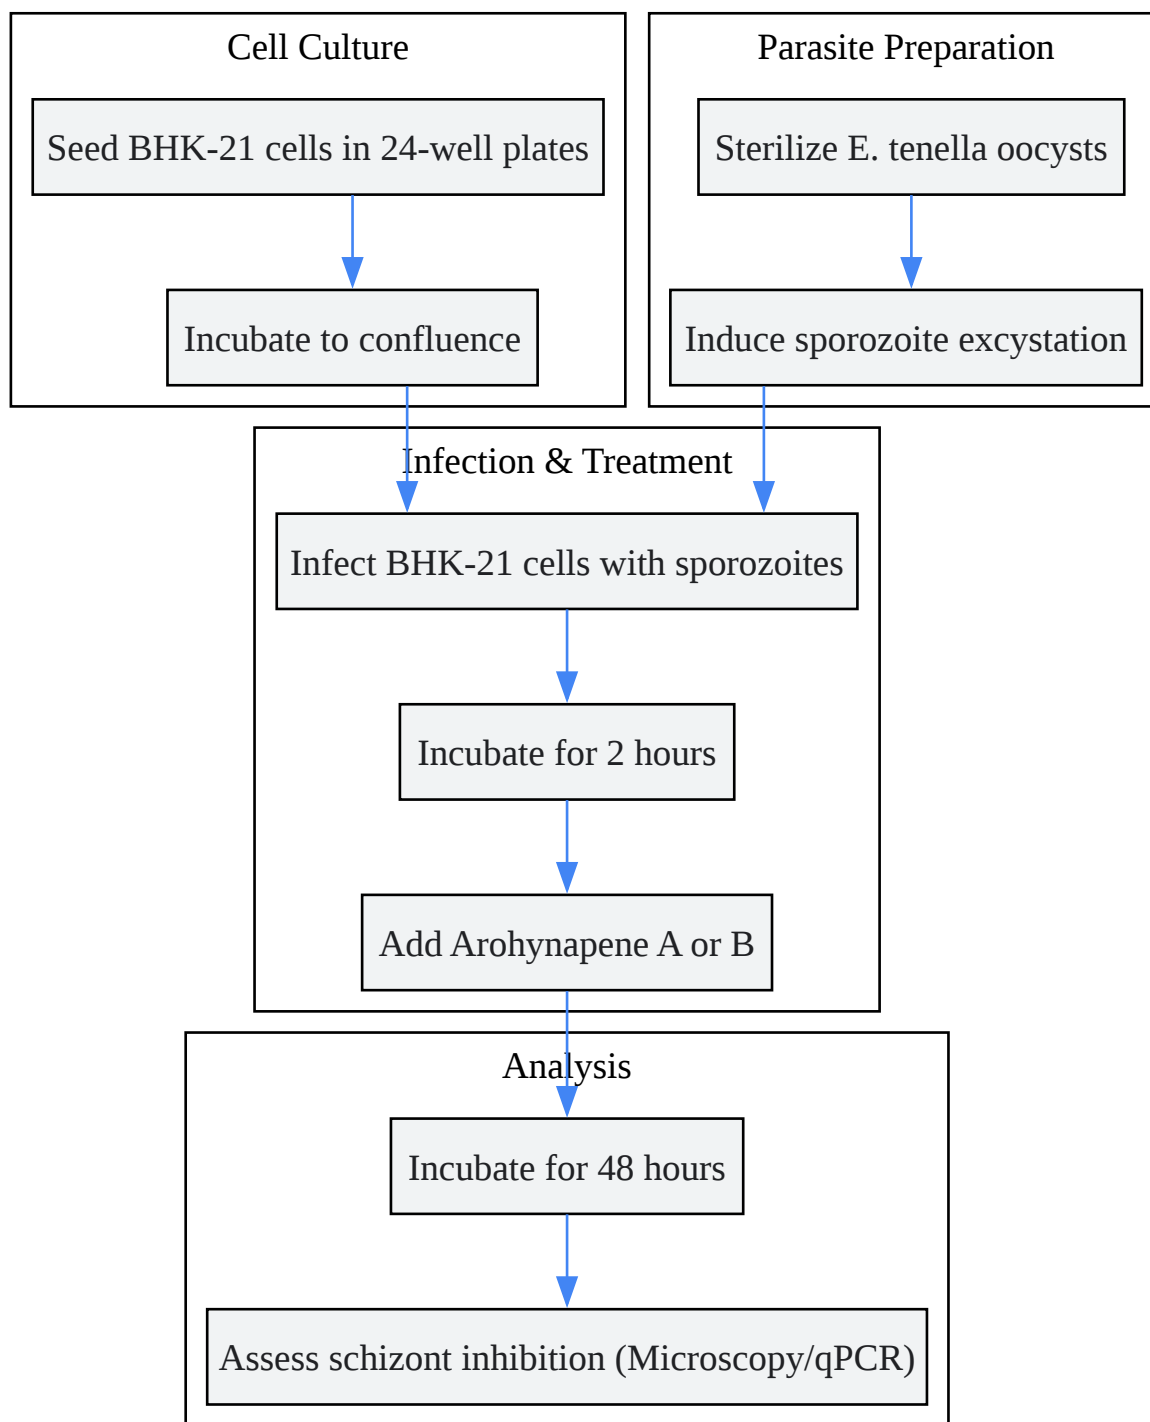 Cell Culture
Seed BHK-21 cells in 24-well plates
Incubate to confluence
Parasite Preparation
Sterilize E. tenella oocysts
Induce sporozoite excystation
Infection & Treatment
Infect BHK-21 cells with sporozoites
Incubate for 2 hours
Add Arohynapene A or B
Analysis
Incubate for 48 hours
Assess schizont inhibition (Microscopy/qPCR)